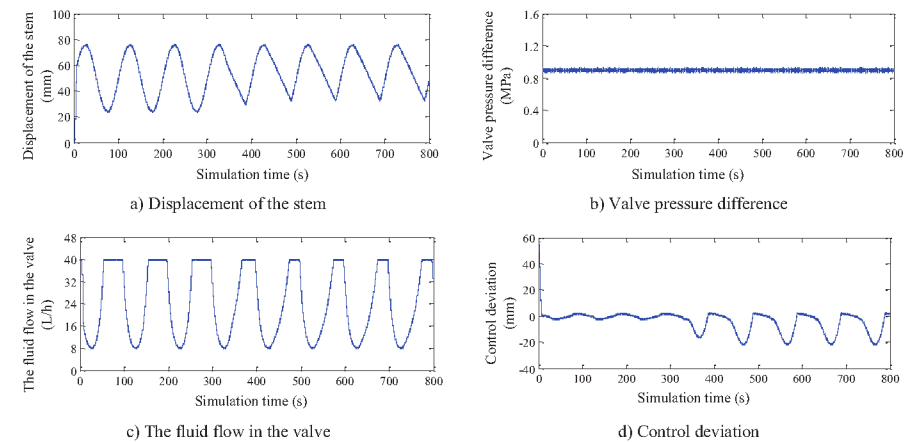 Displacement of the stem
(mm)
100
80
60
40
20
0
0 100 200 300 400 500 600 700 800
Simulation time (s)
a) Displacement of the stem
Valve pressure difference
(MPa)
1.6
1.2
0.8
0.4
0
0 100 200 300 400 500 600 700 800
Simulation time (s)
b) Valve pressure difference
The fluid flow in the valve
(L/h)
48
40
32
24
16
8
0
0 100 200 300 400 500 600 700 800
Simulation time (s)
c) The fluid flow in the valve
Control deviation
(mm)
60
40
20
0
-20
-40
0 100 200 300 400 500 600 700 800
Simulation time (s)
d) Control deviation